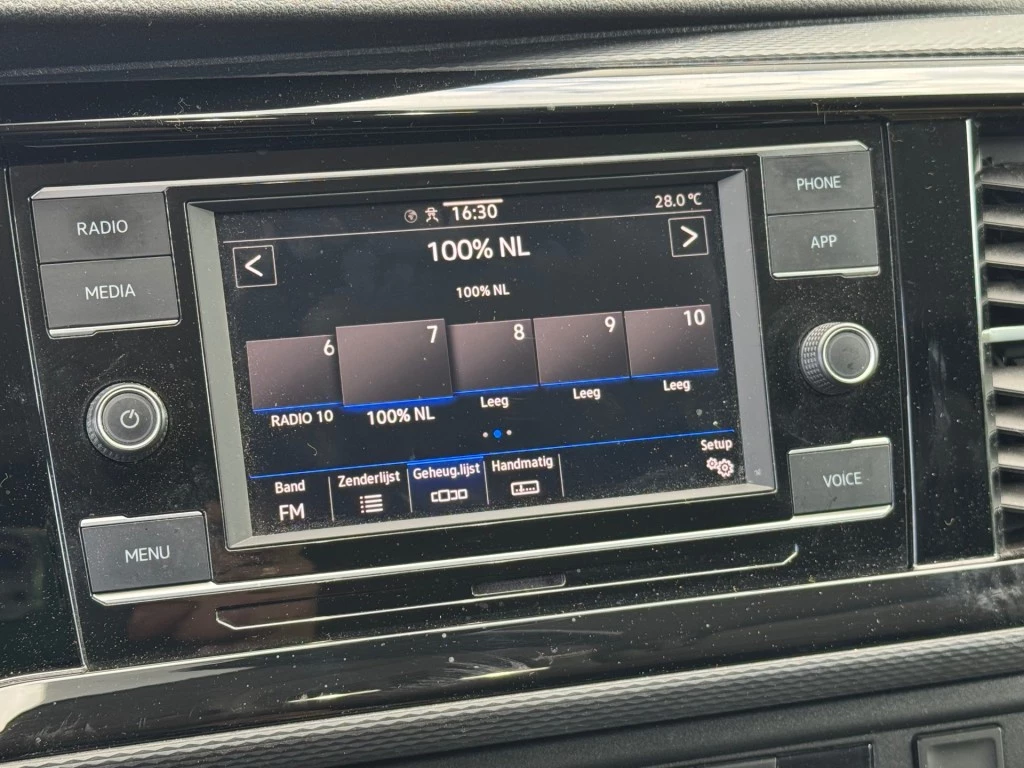 RADIO
MEDIA
MENU
PHONE
APP
VOICE
16:30
28.0 °C
<
100% NL
>
100% NL
6
7
8
9
10
RADIO 10
100% NL
Leeg
Leeg
Leeg
Band
FM
Zenderlijst
Geheug.lijst
Handmatig
Setup